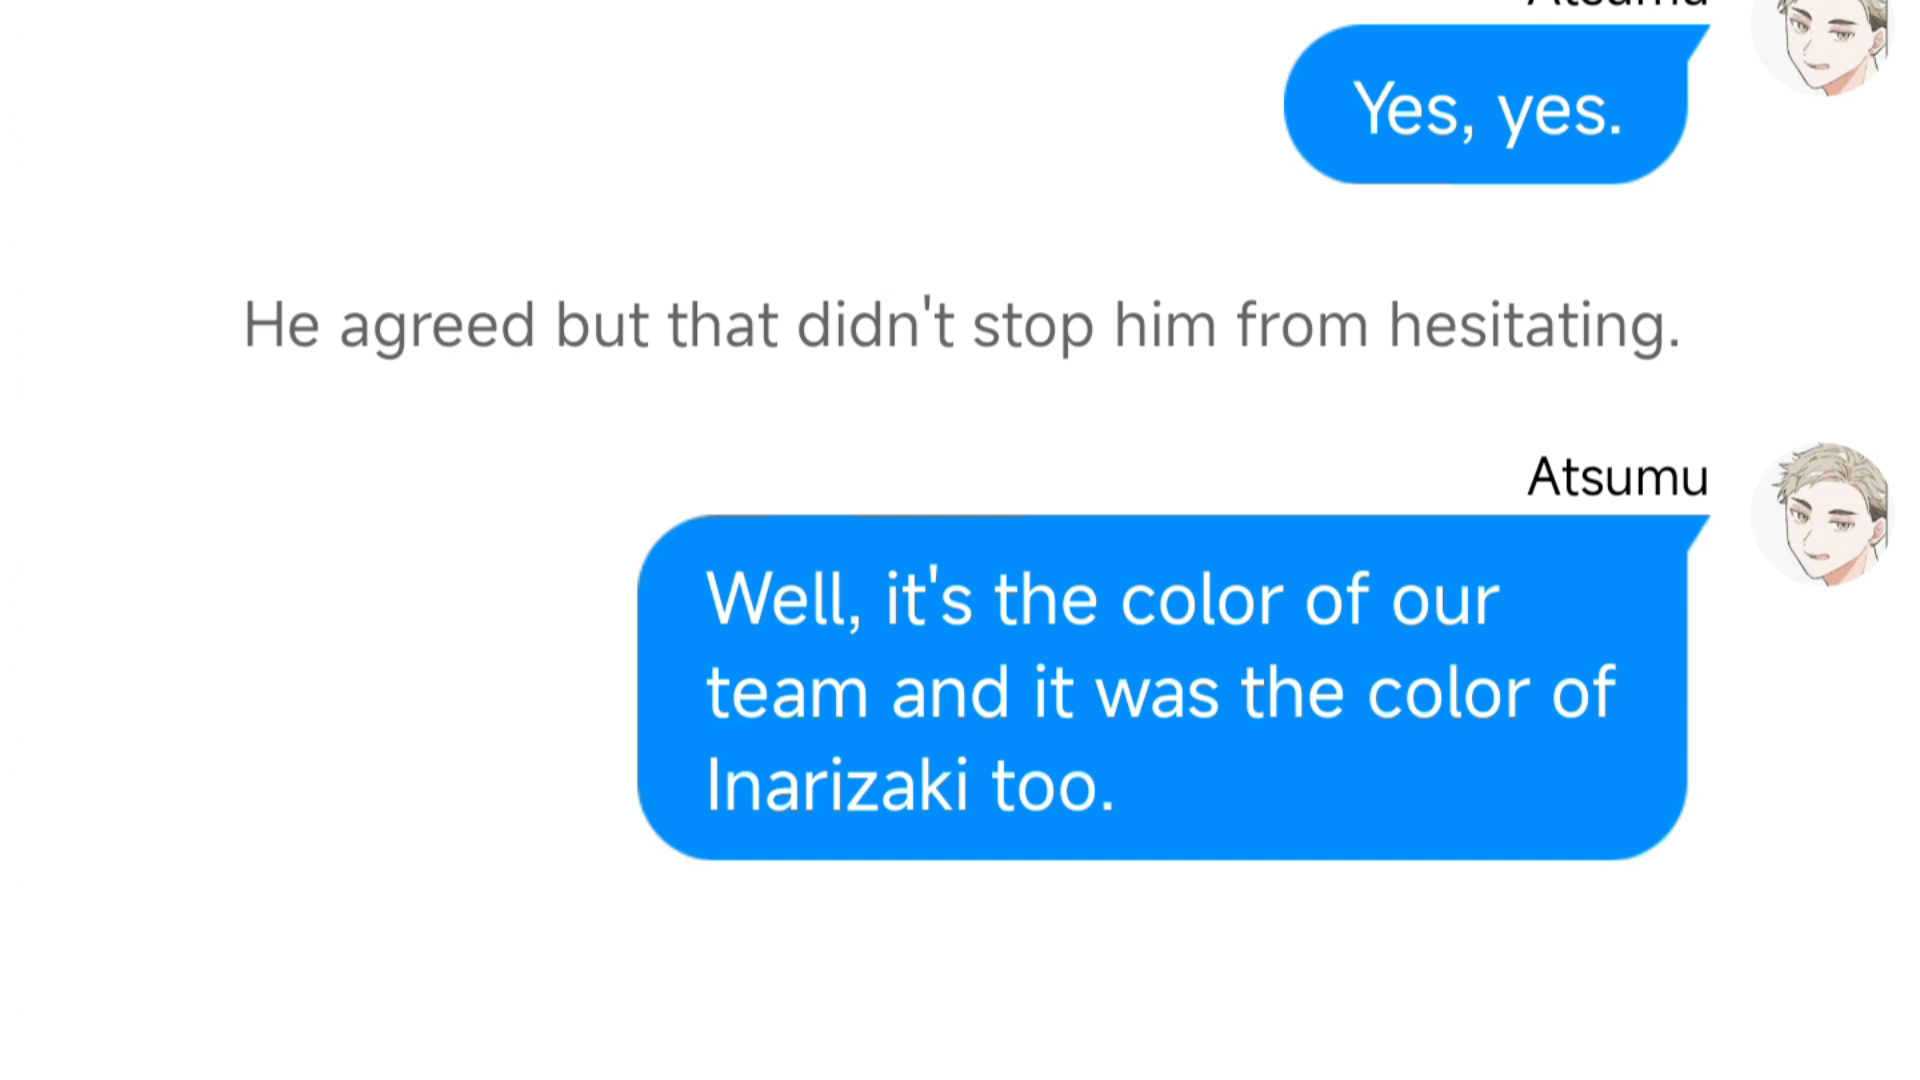 Atsumu
Yes, yes.
He agreed but that didn't stop him from hesitating.
Atsumu
Well, it's the color of our
team and it was the color of
Inarizaki too.